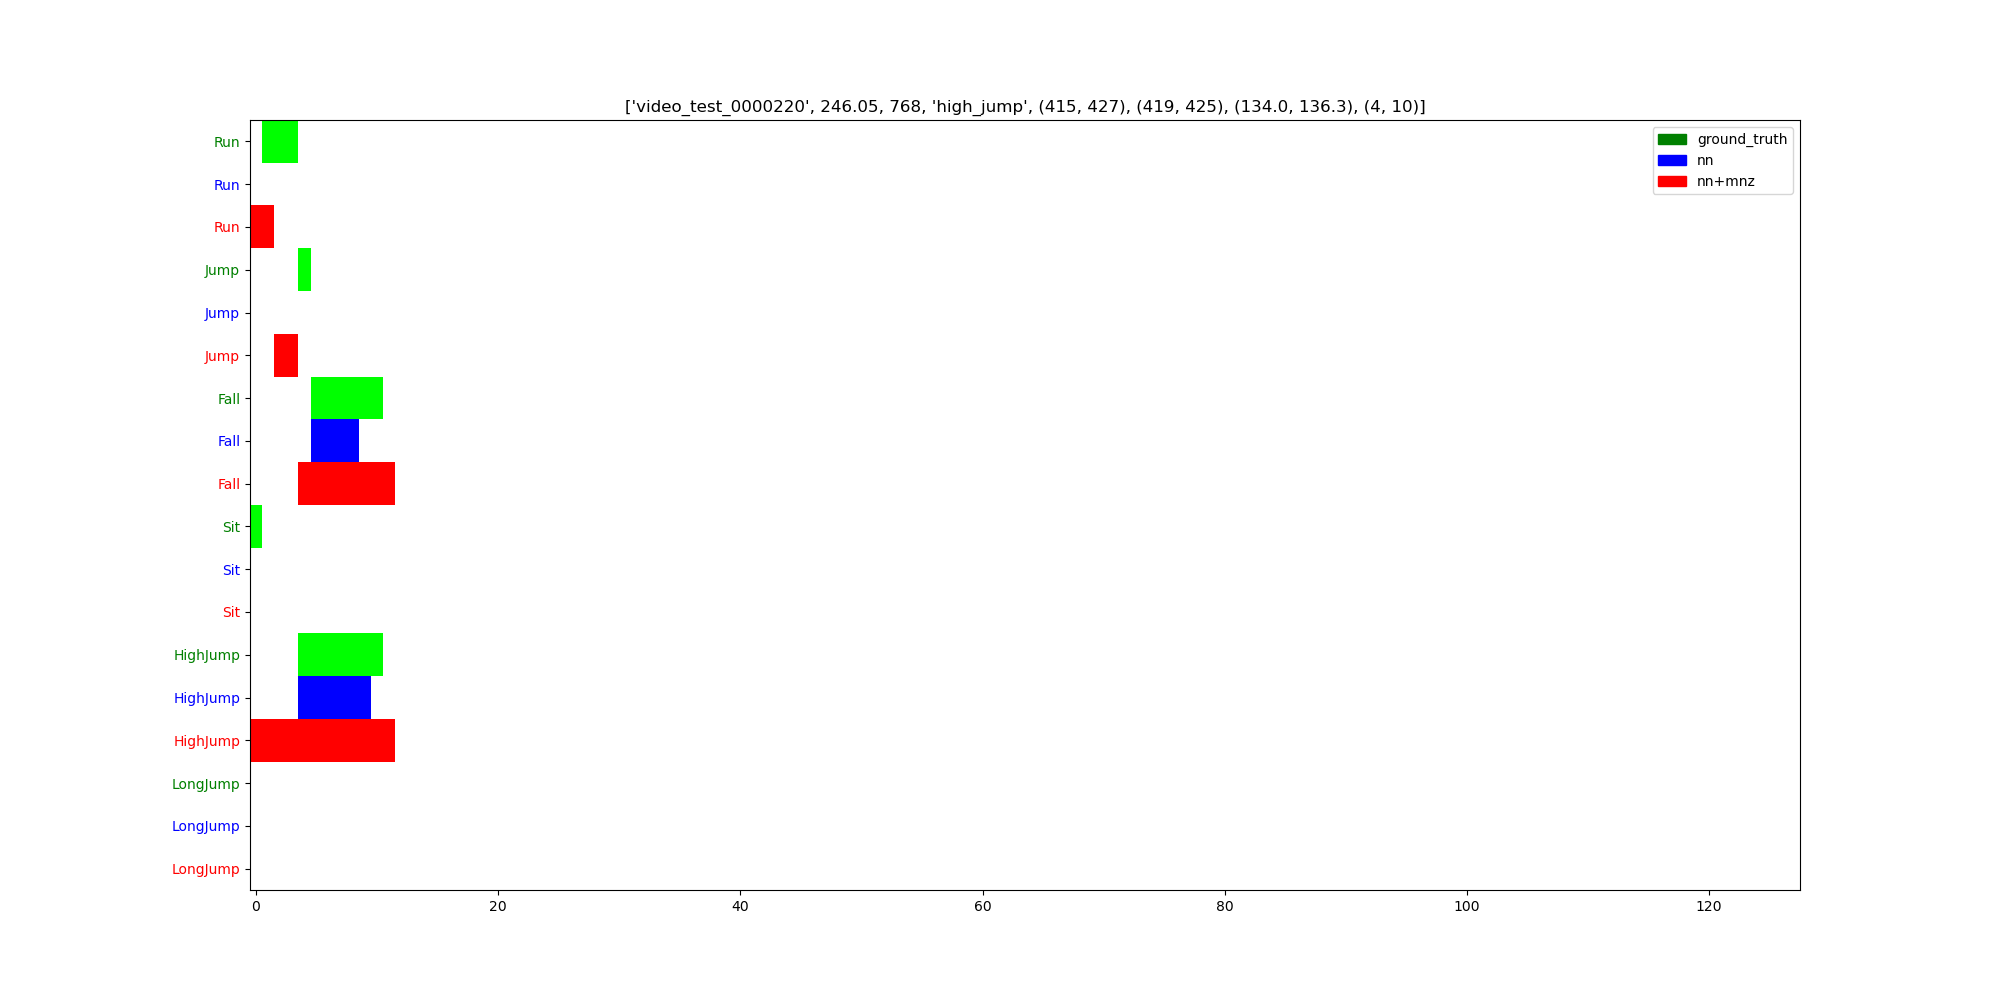 ['video_test_0000220', 246.05, 768, 'high_jump', (415, 427), (419, 425), (134.0, 136.3), (4, 10)]
ground_truth
nn
nn+mnz
Run
Run
Run
Jump
Jump
Jump
Fall
Fall
Fall
Sit
Sit
Sit
HighJump
HighJump
HighJump
LongJump
LongJump
LongJump
0 20 40 60 80 100 120